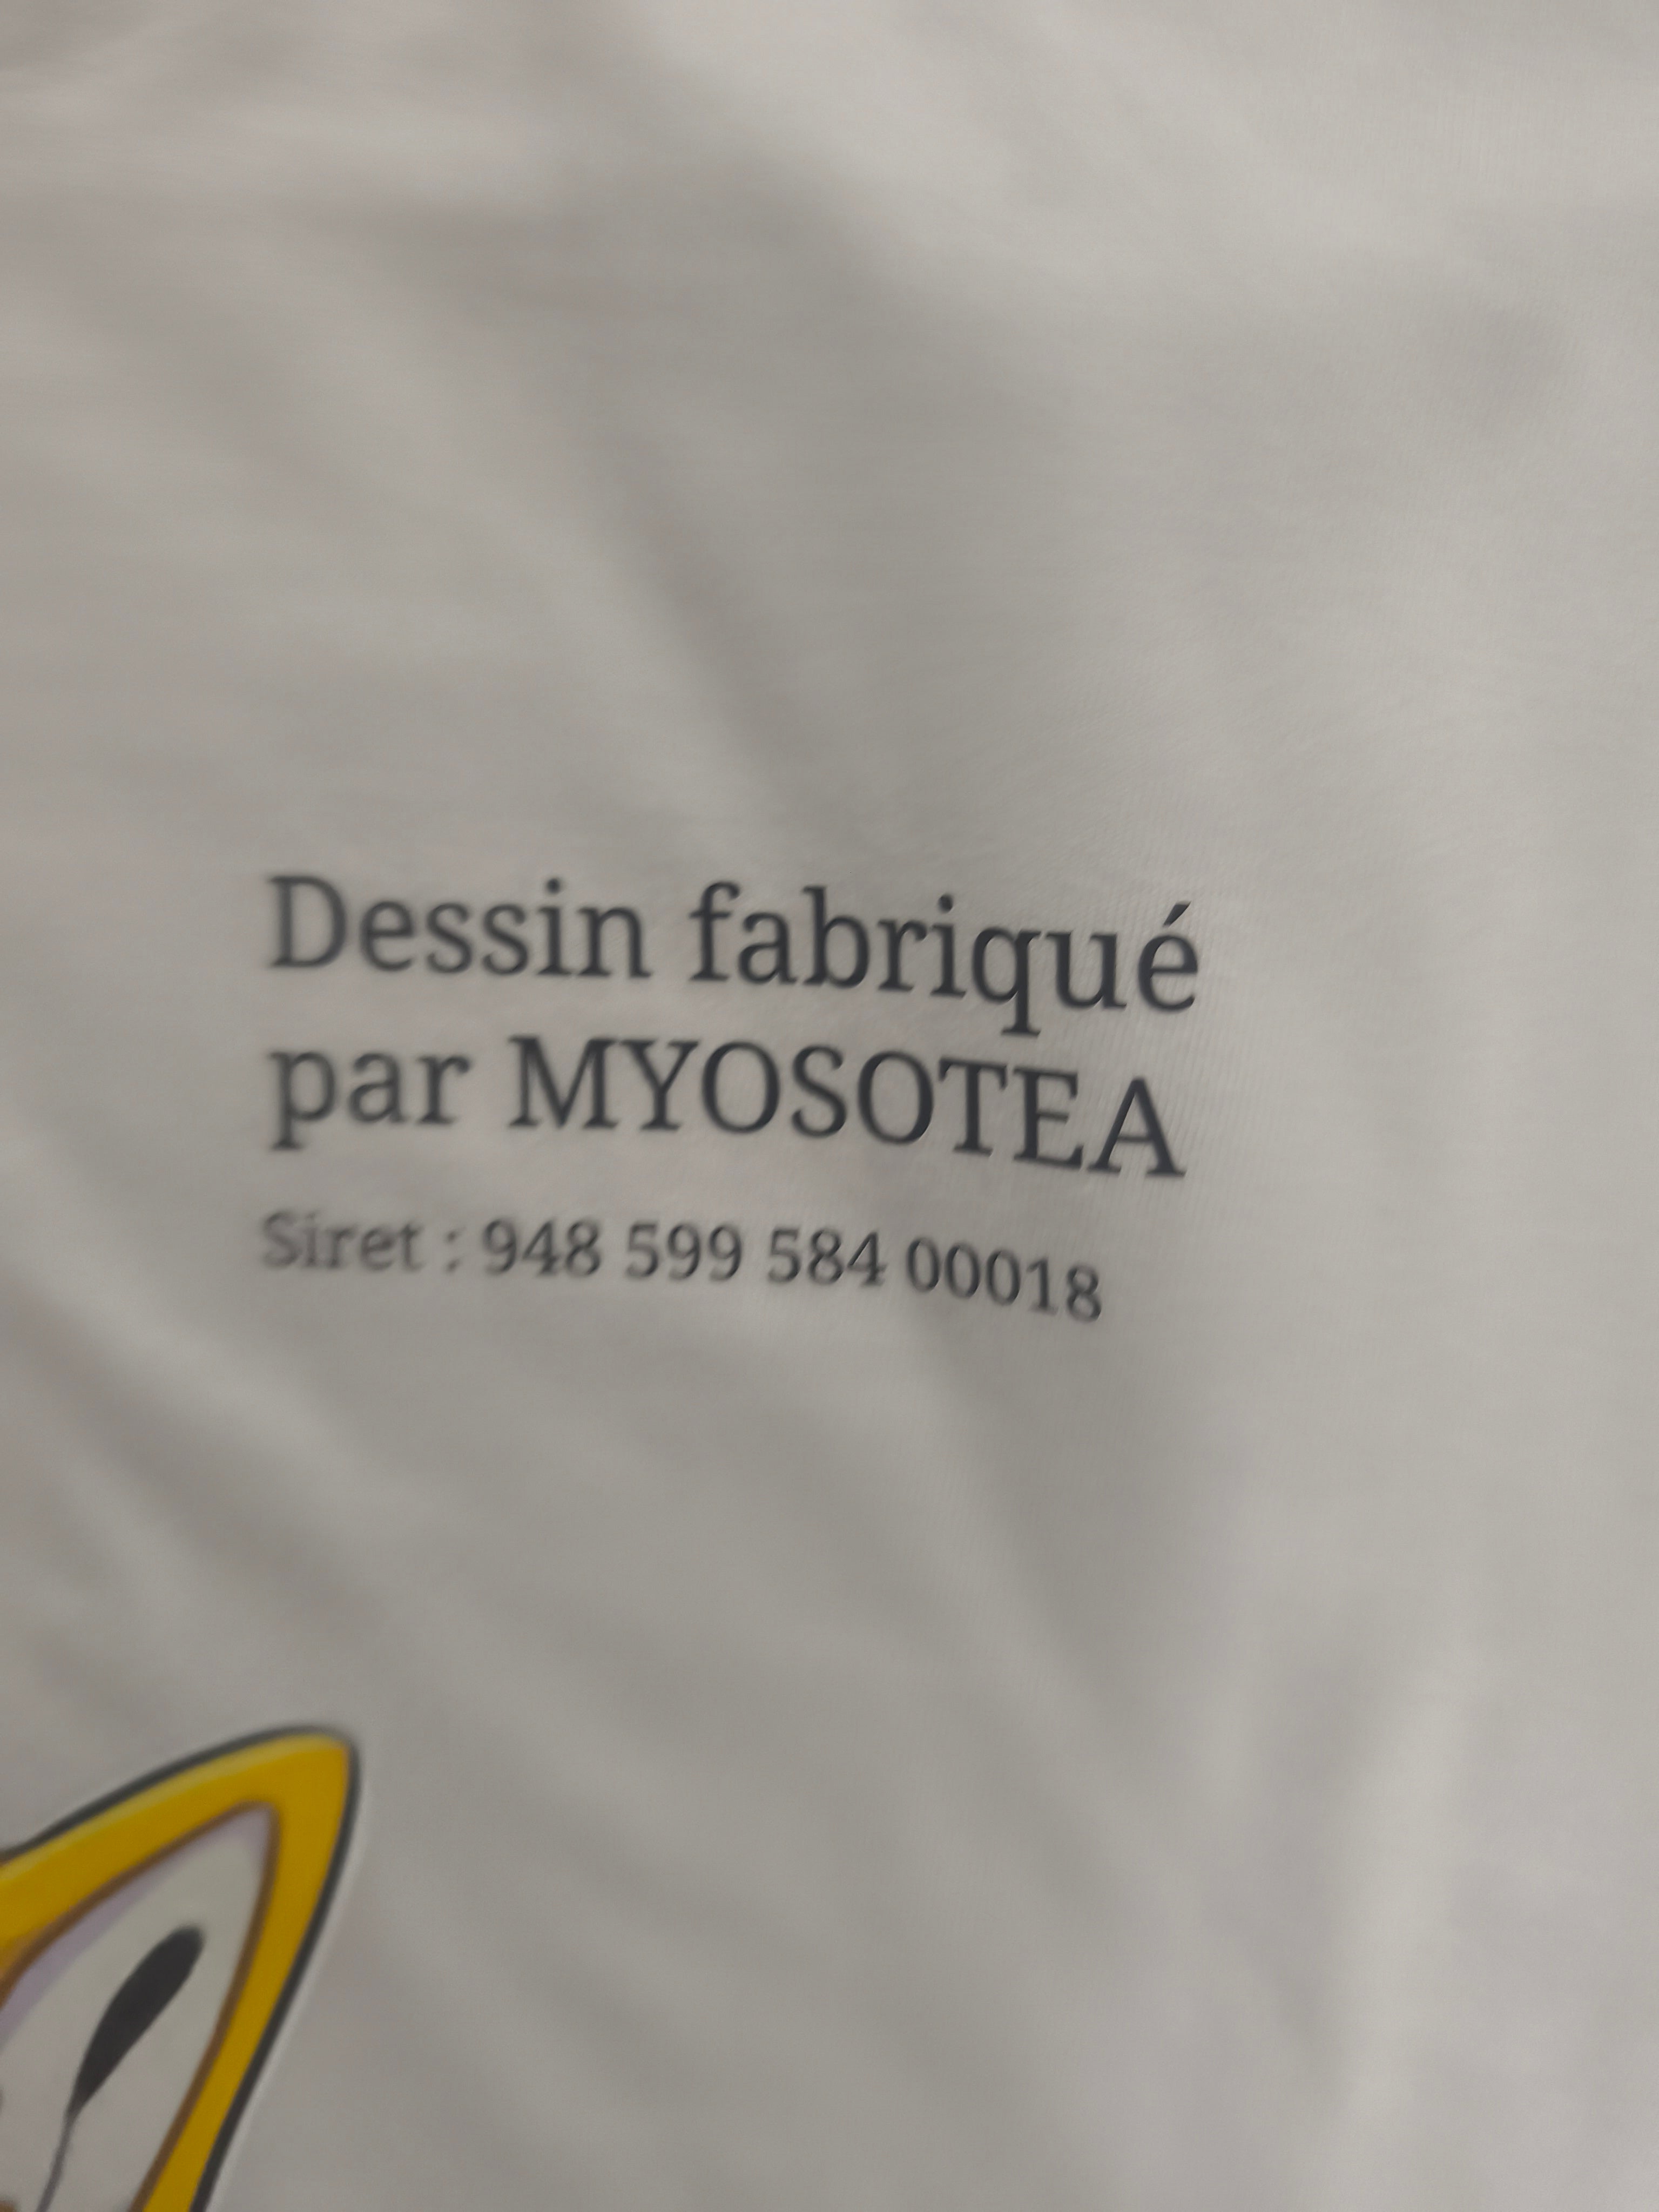 Dessin fabriqué
par MYOSOTEA
Siret : 948 599 584 00018